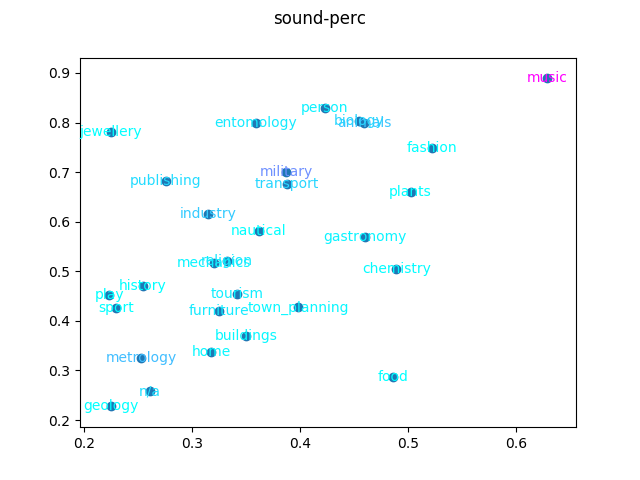 sound-perc
0.9
music
person
0.8
entomology
biology
animals
jewellery
fashion
0.7
military
publishing
transport
plants
0.6
industry
nautical
gastronomy
mechanics
religion
chemistry
0.5
history
play
tourism
sport
furniture
town_planning
0.4
buildings
home
metrology
0.3
food
n/a
geology
0.2
0.2 0.3 0.4 0.5 0.6